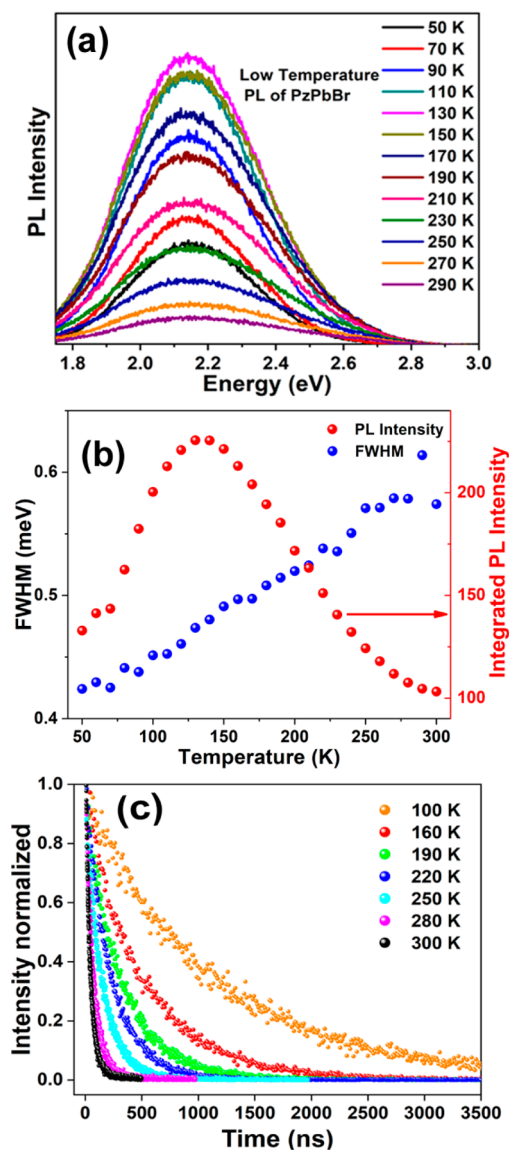 (a)
Low Temperature
PL of PzPbBr
50 K
70 K
90 K
110 K
130 K
150 K
170 K
190 K
210 K
230 K
250 K
270 K
290 K
PL Intensity
1.8 2.0 2.2 2.4 2.6 2.8 3.0
Energy (eV)
(b)
PL Intensity
FWHM
0.6
0.5
0.4
FWHM (meV)
200
150
100
Integrated PL Intensity
50 100 150 200 250 300
Temperature (K)
(c)
100 K
160 K
190 K
220 K
250 K
280 K
300 K
1.0
0.8
0.6
0.4
0.2
0.0
Intensity normalized
0 500 1000 1500 2000 2500 3000 3500
Time (ns)